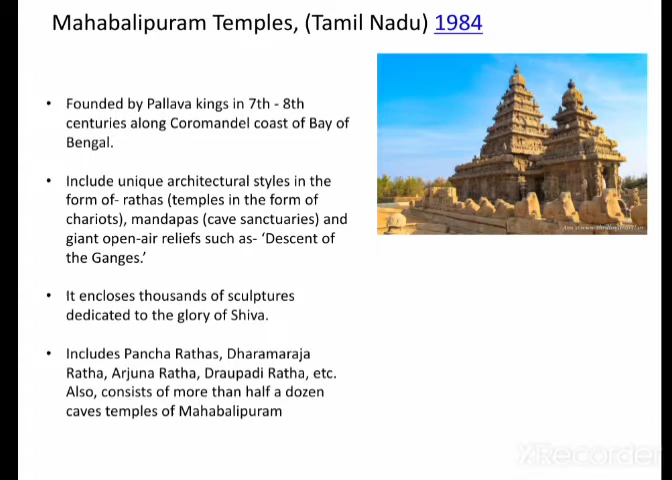 Mahabalipuram Temples, (Tamil Nadu) 1984
• Founded by Pallava kings in 7th - 8th
centuries along Coromandel coast of Bay of
Bengal.
• Include unique architectural styles in the
form of- rathas (temples in the form of
chariots), mandapas (cave sanctuaries) and
giant open-air reliefs such as- ‘Descent of
the Ganges.’
• It encloses thousands of sculptures
dedicated to the glory of Shiva.
• Includes Pancha Rathas, Dharamaraja
Ratha, Arjuna Ratha, Draupadi Ratha, etc.
Also, consists of more than half a dozen
caves temples of Mahabalipuram
XRecorder